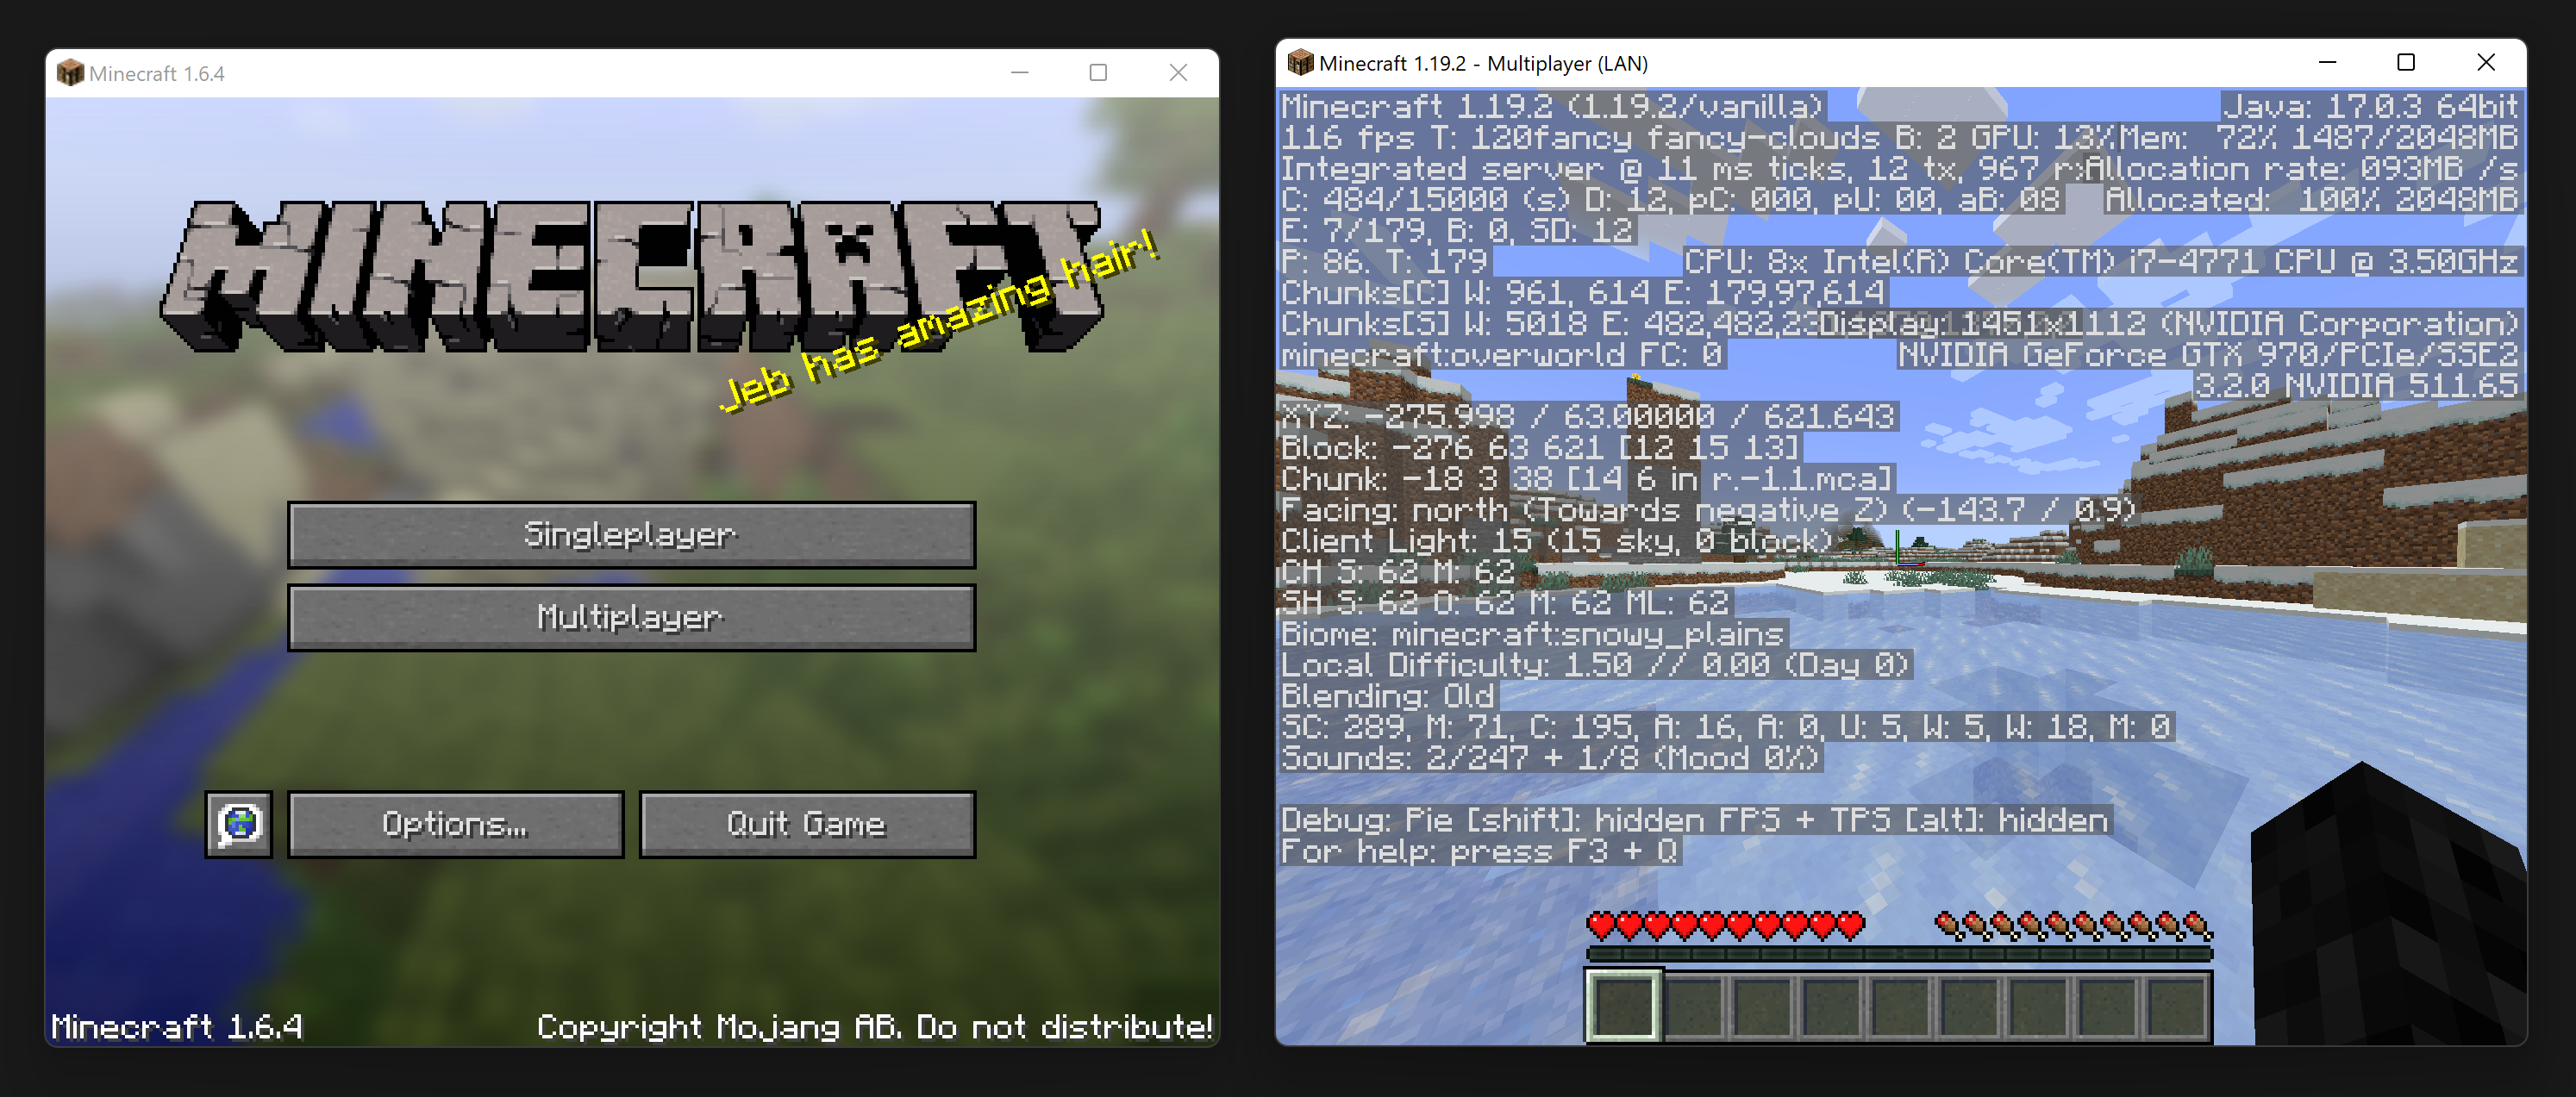 Minecraft 1.6.4
MINECRAFT
Jeb has amazing hair!
Singleplayer
Multiplayer
Options...
Quit Game
Minecraft 1.6.4
Copyright Mojang AB. Do not distribute!
Minecraft 1.19.2 - Multiplayer (LAN)
Minecraft 1.19.2 (1.19.2/vanilla)
116 fps T: 120fancy fancy-clouds B: 2 GPU: 13%
Integrated server @ 11 ms ticks, 12 tx, 967 r
C: 484/15000 (s) D: 12, pC: 000, pU: 00, aB: 08
E: 7/179, B: 0, SD: 12
P: 86. T: 179
Chunks[C] W: 961, 614 E: 179,97,614
Chunks[S] W: 5018 E: 482,482,2
minecraft:overworld FC: 0
XYZ: -275.998 / 63.00000 / 621.643
Block: -276 63 621 [12 15 13]
Chunk: -18 3 38 [14 6 in r.-1.1.mca]
Facing: north (Towards negative Z) (-143.7 / 0.9)
Client Light: 15 (15 sky, 0 block)
CH S: 62 M: 62
SH S: 62 O: 62 M: 62 ML: 62
Biome: minecraft:snowy_plains
Local Difficulty: 1.50 // 0.00 (Day 0)
Blending: Old
SC: 289, M: 71, C: 195, A: 16, A: 0, U: 5, W: 5, W: 18, M: 0
Sounds: 2/247 + 1/8 (Mood 0%)
Debug: Pie [shift]: hidden FPS + TPS [alt]: hidden
For help: press F3 + Q
Java: 17.0.3 64bit
Mem: 72% 1487/2048MB
Allocation rate: 093MB /s
Allocated: 100% 2048MB
CPU: 8x Intel(R) Core(TM) i7-4771 CPU @ 3.50GHz
Display: 1451x1112 (NVIDIA Corporation)
NVIDIA GeForce GTX 970/PCIe/SSE2
3.2.0 NVIDIA 511.65